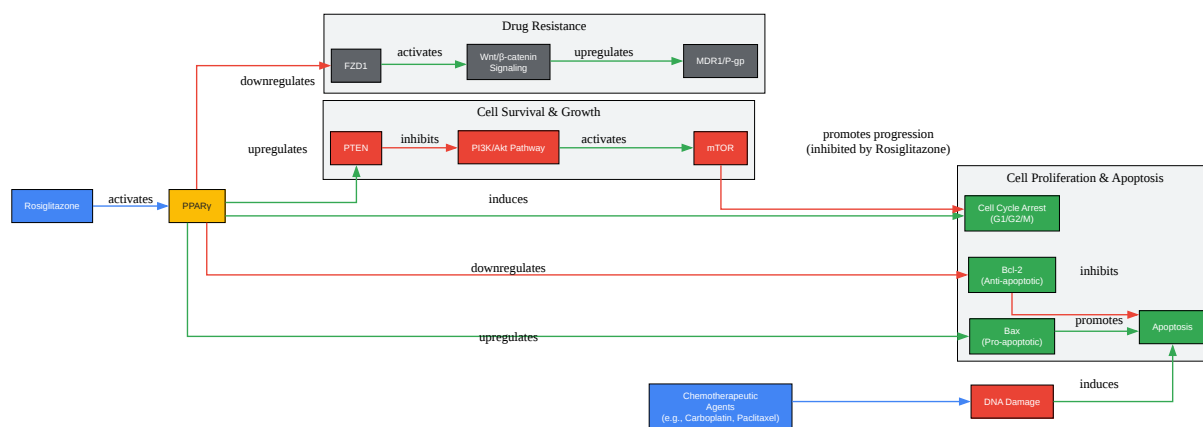 Drug Resistance
activates
upregulates
FZD1
Wnt/β-catenin
Signaling
MDR1/P-gp
downregulates
Cell Survival & Growth
upregulates
PTEN
inhibits
PI3K/Akt Pathway
activates
mTOR
promotes progression
(inhibited by Rosiglitazone)
Cell Proliferation & Apoptosis
Rosiglitazone
activates
PPARγ
induces
Cell Cycle Arrest
(G1/G2/M)
downregulates
Bcl-2
(Anti-apoptotic)
inhibits
upregulates
Bax
(Pro-apoptotic)
promotes
Apoptosis
Chemotherapeutic
Agents
(e.g., Carboplatin, Paclitaxel)
DNA Damage
induces